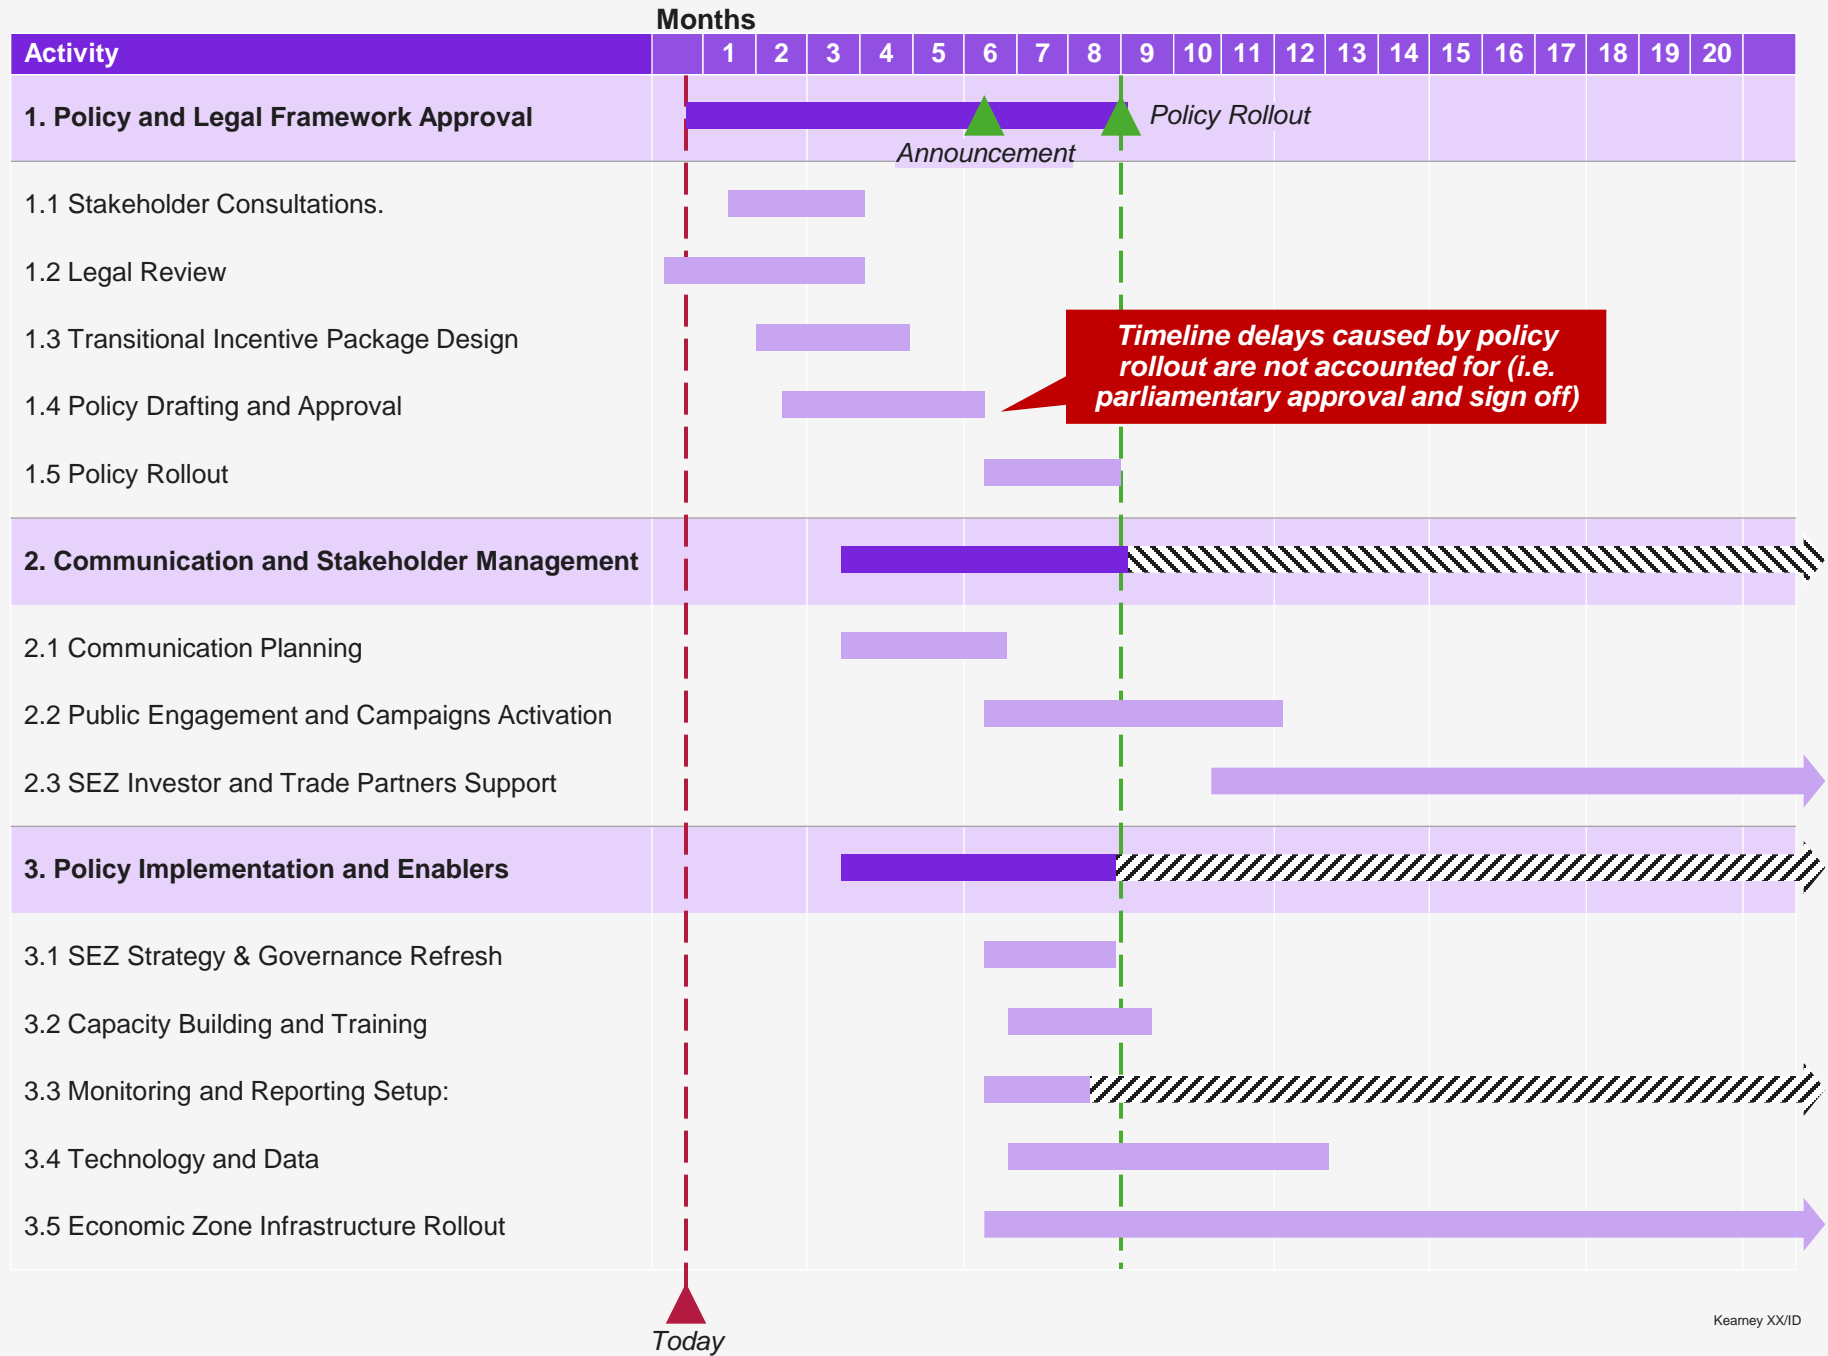 Months
Activity 1 2 3 4 5 6 7 8 9 10 11 12 13 14 15 16 17 18 19 20
1. Policy and Legal Framework Approval
Policy Rollout
Announcement
1.1 Stakeholder Consultations.
1.2 Legal Review
1.3 Transitional Incentive Package Design
Timeline delays caused by policy
rollout are not accounted for (i.e.
parliamentary approval and sign off)
1.4 Policy Drafting and Approval
1.5 Policy Rollout
2. Communication and Stakeholder Management
2.1 Communication Planning
2.2 Public Engagement and Campaigns Activation
2.3 SEZ Investor and Trade Partners Support
3. Policy Implementation and Enablers
3.1 SEZ Strategy & Governance Refresh
3.2 Capacity Building and Training
3.3 Monitoring and Reporting Setup:
3.4 Technology and Data
3.5 Economic Zone Infrastructure Rollout
Today
Kearney XX/ID